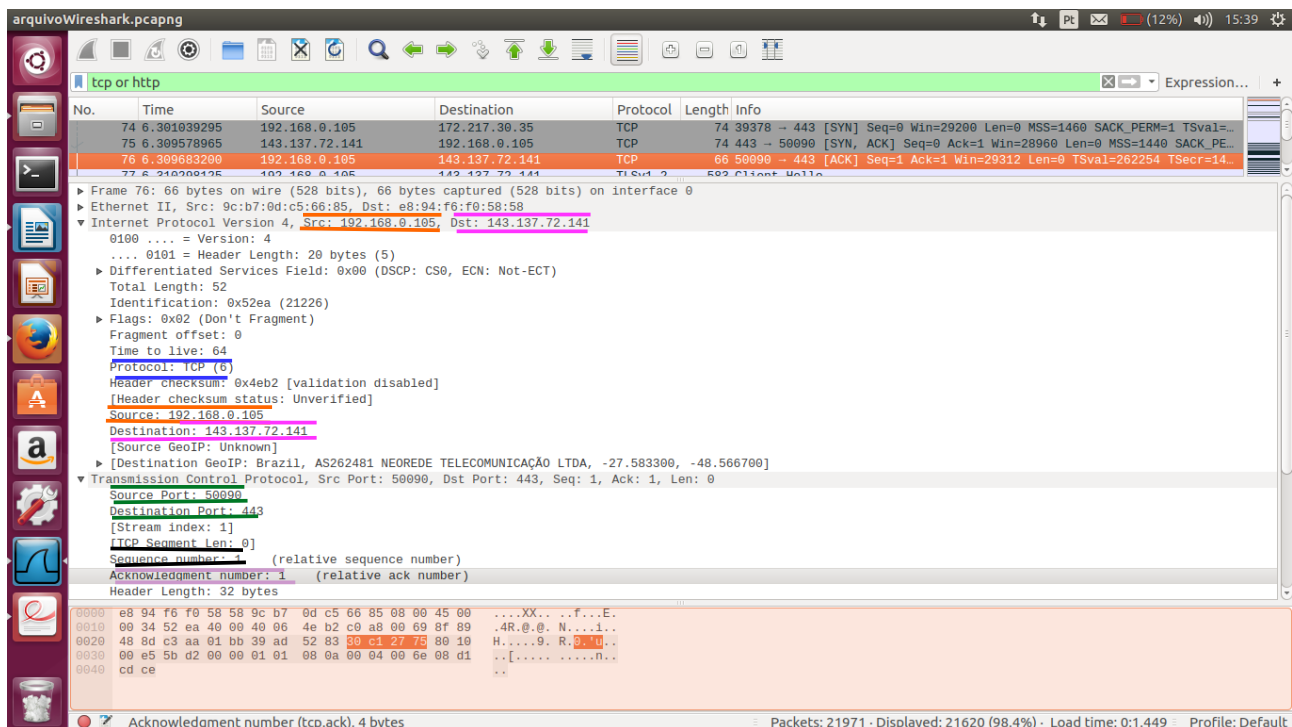 arquivoWireshark.pcapng Pt (12%) 15:39
tcp or http Expression... +
No. Time Source Destination Protocol Length Info
74 6.301039295 192.168.0.105 172.217.30.35 TCP 74 39378 → 443 [SYN] Seq=0 Win=29200 Len=0 MSS=1460 SACK_PERM=1 TSval=…
75 6.309578965 143.137.72.141 192.168.0.105 TCP 74 443 → 50090 [SYN, ACK] Seq=0 Ack=1 Win=28960 Len=0 MSS=1440 SACK_PE…
76 6.309683200 192.168.0.105 143.137.72.141 TCP 66 50090 → 443 [ACK] Seq=1 Ack=1 Win=29312 Len=0 TSval=262254 TSecr=14…
77 6.310298125 192.168.0.105 143.137.72.141 TLSv1.2 583 Client Hello
Frame 76: 66 bytes on wire (528 bits), 66 bytes captured (528 bits) on interface 0
Ethernet II, Src: 9c:b7:0d:c5:66:85, Dst: e8:94:f6:f0:58:58
Internet Protocol Version 4, Src: 192.168.0.105, Dst: 143.137.72.141
0100 .... = Version: 4
.... 0101 = Header Length: 20 bytes (5)
Differentiated Services Field: 0x00 (DSCP: CS0, ECN: Not-ECT)
Total Length: 52
Identification: 0x52ea (21226)
Flags: 0x02 (Don't Fragment)
Fragment offset: 0
Time to live: 64
Protocol: TCP (6)
Header checksum: 0x4eb2 [validation disabled]
[Header checksum status: Unverified]
Source: 192.168.0.105
Destination: 143.137.72.141
[Source GeoIP: Unknown]
[Destination GeoIP: Brazil, AS262481 NEOREDE TELECOMUNICAÇÃO LTDA, -27.583300, -48.566700]
Transmission Control Protocol, Src Port: 50090, Dst Port: 443, Seq: 1, Ack: 1, Len: 0
Source Port: 50090
Destination Port: 443
[Stream index: 1]
[TCP Segment Len: 0]
Sequence number: 1 (relative sequence number)
Acknowledgment number: 1 (relative ack number)
Header Length: 32 bytes
0000 e8 94 f6 f0 58 58 9c b7 0d c5 66 85 08 00 45 00 ....XX.. ..f...E.
0010 00 34 52 ea 40 00 40 06 4e b2 c0 a8 00 69 8f 89 .4R.@.@. N....i..
0020 48 8d c3 aa 01 bb 39 ad 52 83 30 c1 27 75 80 10 H.....9. R.0.'u..
0030 00 e5 5b d2 00 00 01 01 08 0a 00 04 00 6e 08 d1 ..[..... .....n..
0040 cd ce ..
Acknowledgment number (tcp.ack), 4 bytes Packets: 21971 · Displayed: 21620 (98.4%) · Load time: 0:1.449 Profile: Default